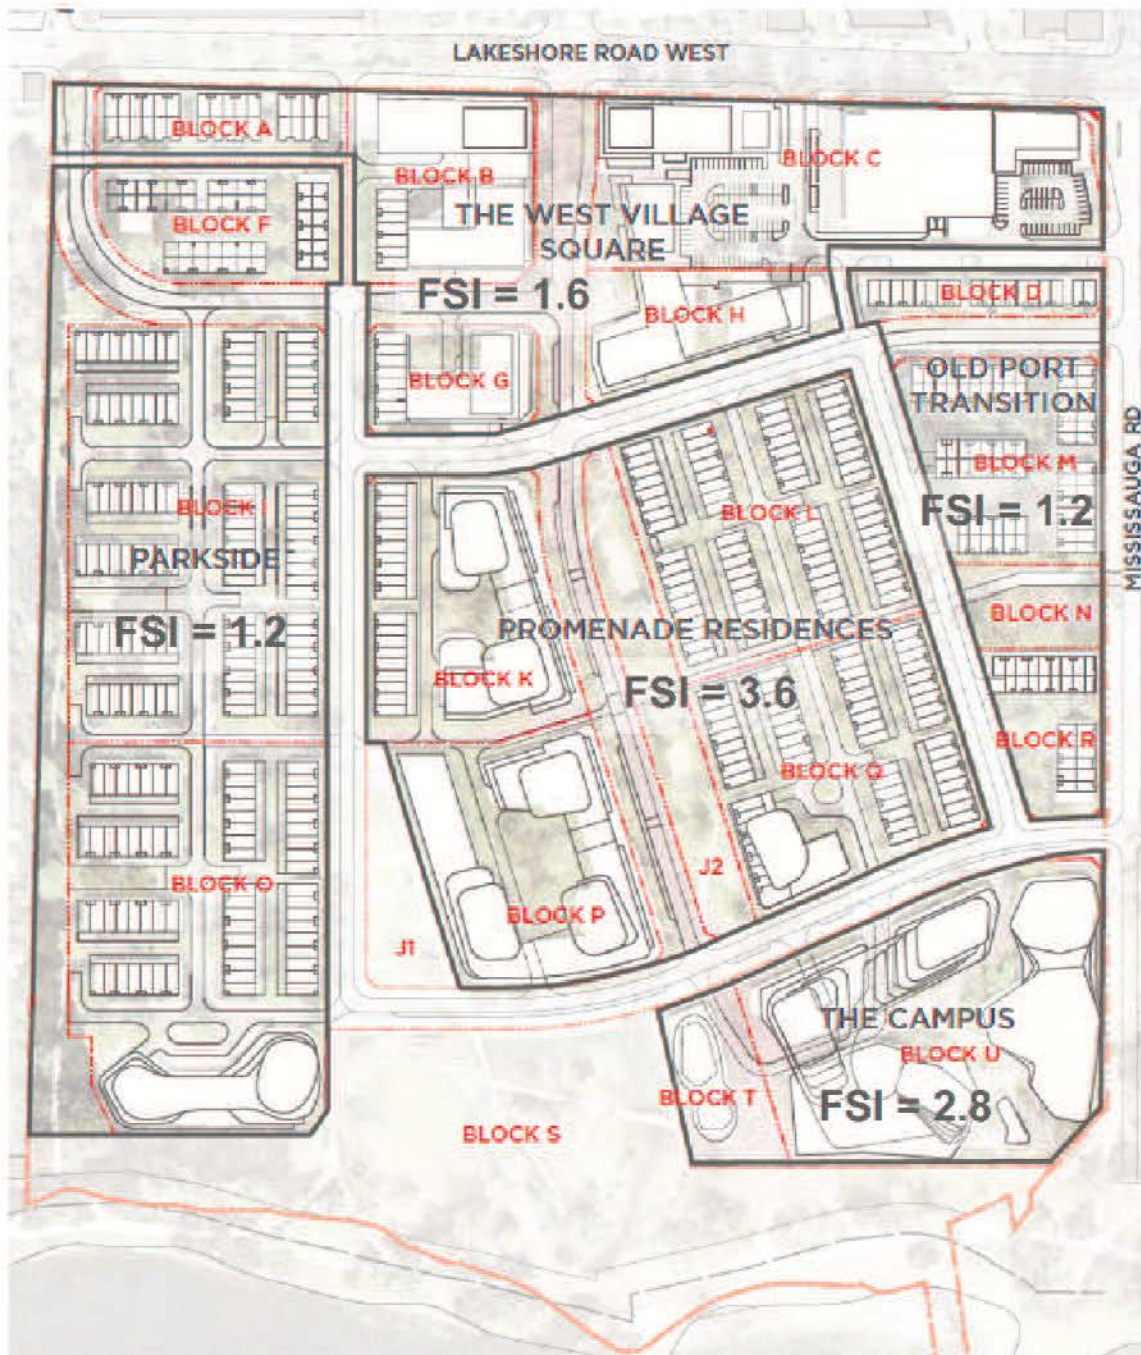 LAKESHORE ROAD WEST
BLOCK A
BLOCK B
BLOCK C
THE WEST VILLAGE
SQUARE
FSI = 1.6
BLOCK F
BLOCK D
BLOCK H
BLOCK G
OLD PORT
TRANSITION
BLOCK M
FSI = 1.2
MISSISSAUGA RD
BLOCK I
PARKSIDE
FSI = 1.2
BLOCK L
BLOCK N
PROMENADE RESIDENCES
BLOCK K
FSI = 3.6
BLOCK R
BLOCK Q
BLOCK O
J2
BLOCK P
J1
THE CAMPUS
BLOCK U
BLOCK T
FSI = 2.8
BLOCK S